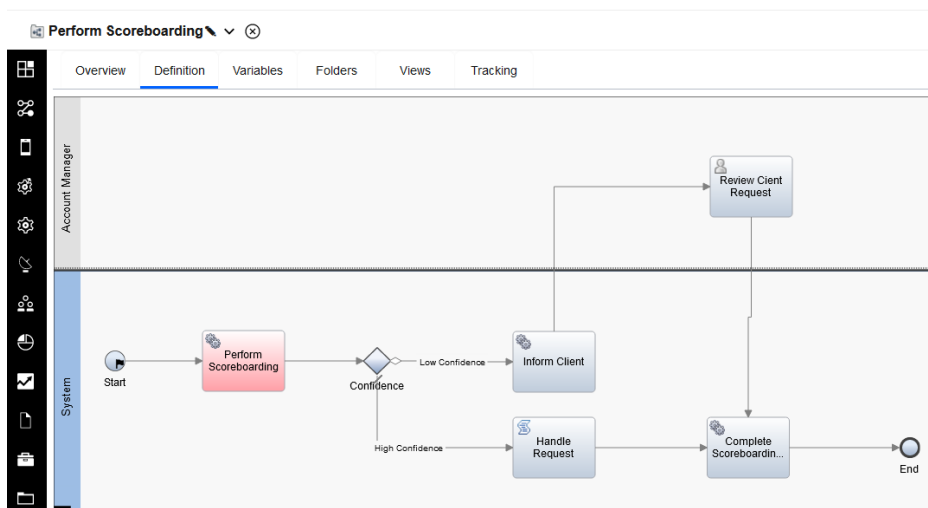 Perform Scoreboarding
Overview
Definition
Variables
Folders
Views
Tracking
Account Manager
Review Cient
Request
System
Start
Perform
Scoreboarding
Confidence
Low Confidence
Inform Client
High Confidence
Handle
Request
Complete
Scoreboardin...
End